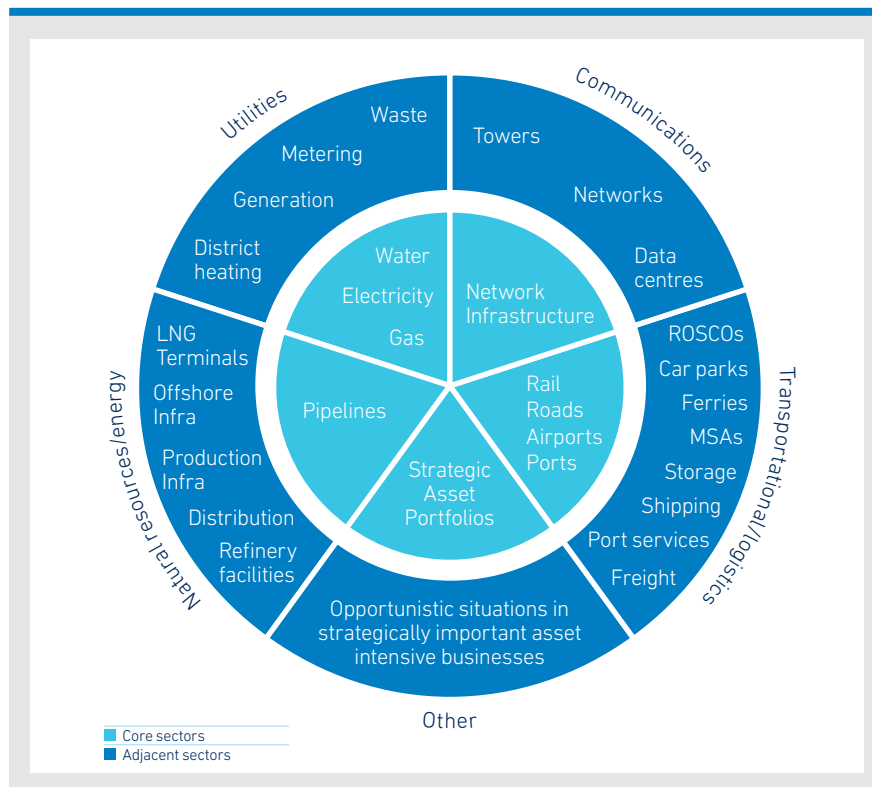 Utilities
Waste
Metering
Generation
District
heating
Communications
Towers
Networks
Data
centres
Water
Electricity
Gas
Network
Infrastructure
Natural resources/energy
LNG
Terminals
Offshore
Infra
Production
Infra
Distribution
Refinery
facilities
Pipelines
Rail
Roads
Airports
Ports
Transportational/logistics
ROSCOs
Car parks
Ferries
MSAs
Storage
Shipping
Port services
Freight
Strategic
Asset
Portfolios
Opportunistic situations in
strategically important asset
intensive businesses
Other
Core sectors
Adjacent sectors